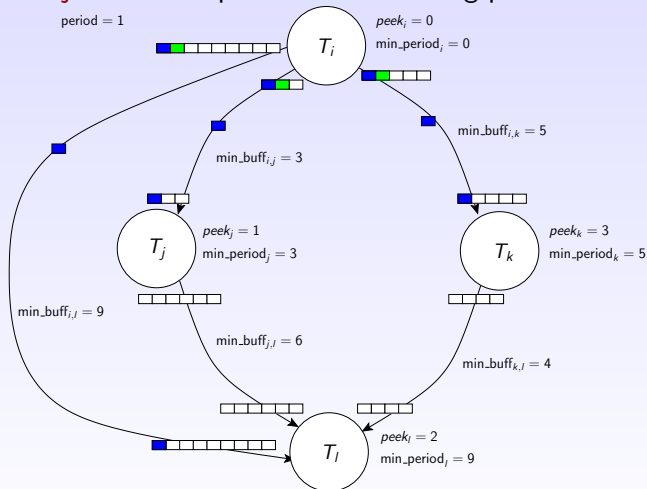 period = 1
peek_i = 0
min_period_i = 0
T_i
min_buff_{i,k} = 5
min_buff_{i,j} = 3
peek_j = 1
min_period_j = 3
T_j
peek_k = 3
min_period_k = 5
T_k
min_buff_{i,l} = 9
min_buff_{j,l} = 6
min_buff_{k,l} = 4
peek_l = 2
min_period_l = 9
T_l